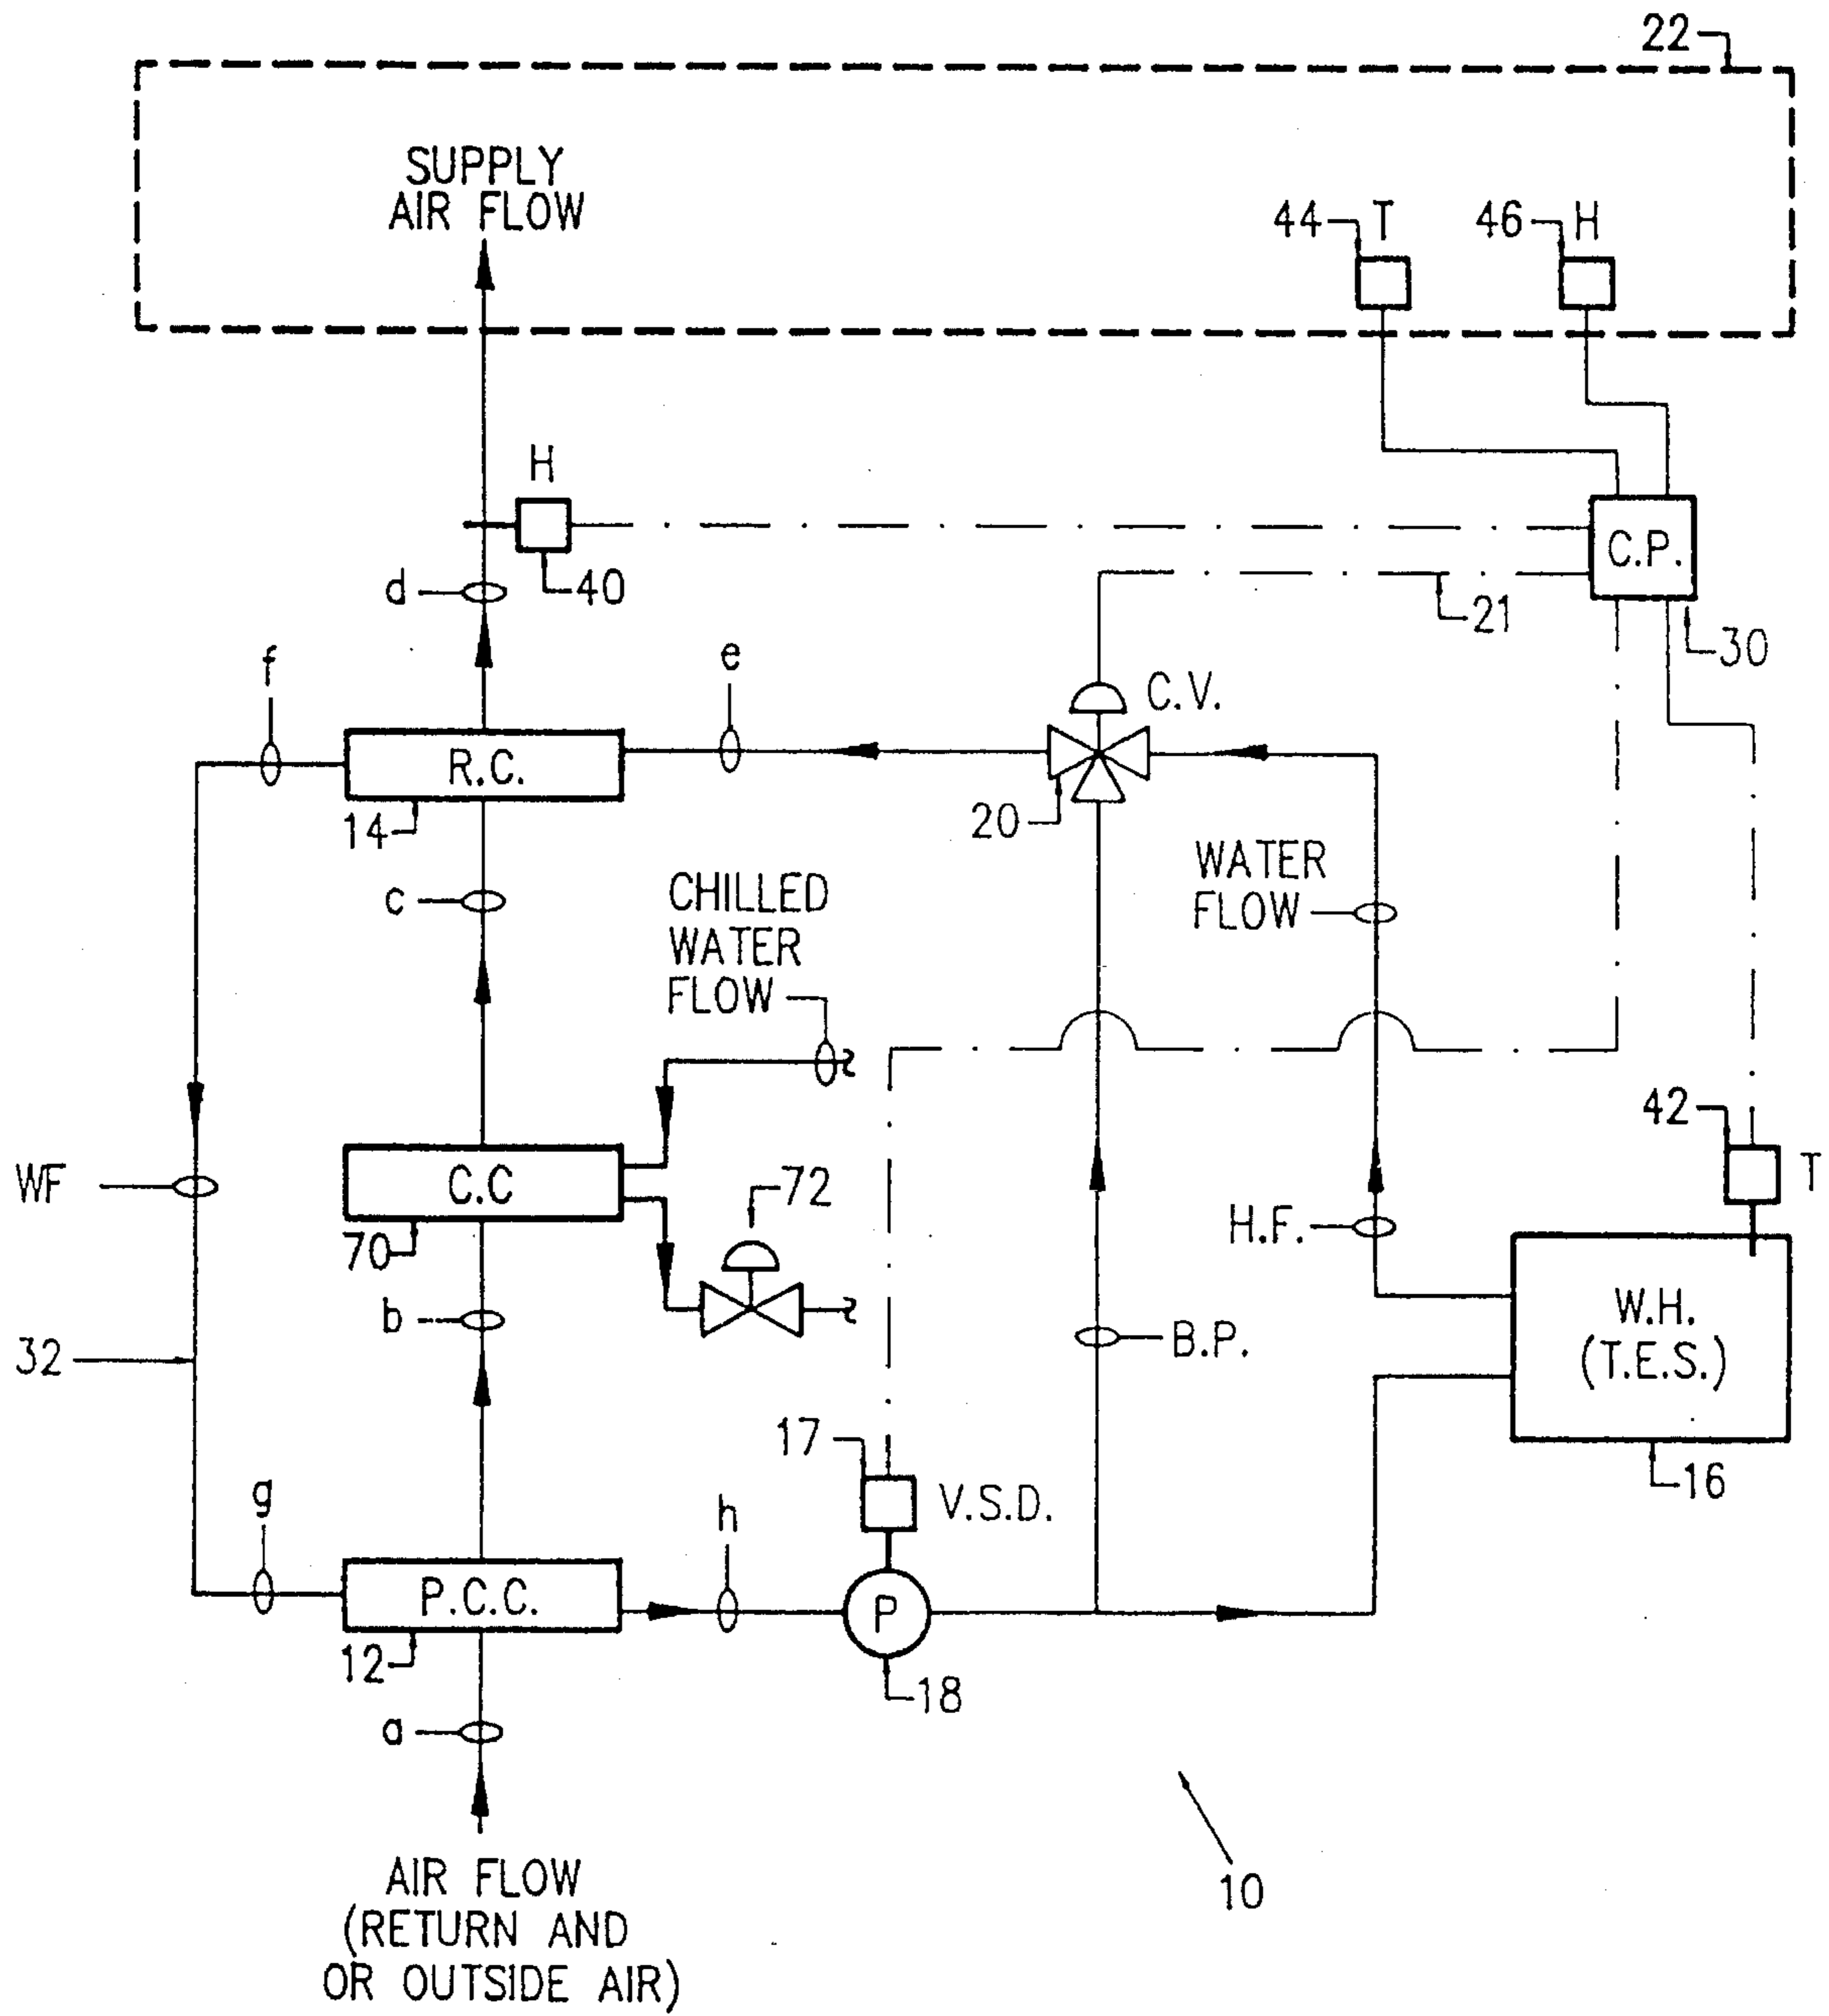 22
SUPPLY
AIR FLOW
44 T
46 H
H
40
d
C.P.
21
30
f
e
C.V.
R.C.
14
20
c
CHILLED
WATER
FLOW
WATER
FLOW
42
T
WF
C.C
70
72
H.F.
b
B.P.
W.H.
(T.E.S.)
32
17
V.S.D.
16
g
h
P.C.C.
12
P
18
a
10
AIR FLOW
(RETURN AND
OR OUTSIDE AIR)